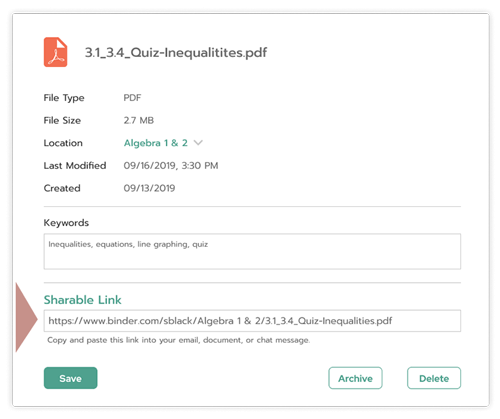 3.1_3.4_Quiz-Inequalitites.pdf
File Type PDF
File Size 2.7 MB
Location Algebra 1 & 2
Last Modified 09/16/2019, 3:30 PM
Created 09/13/2019
Keywords
Inequalities, equations, line graphing, quiz
Sharable Link
https://www.binder.com/sblack/Algebra 1 & 2/3.1_3.4_Quiz-Inequalities.pdf
Copy and paste this link into your email, document, or chat message.
Save Archive Delete